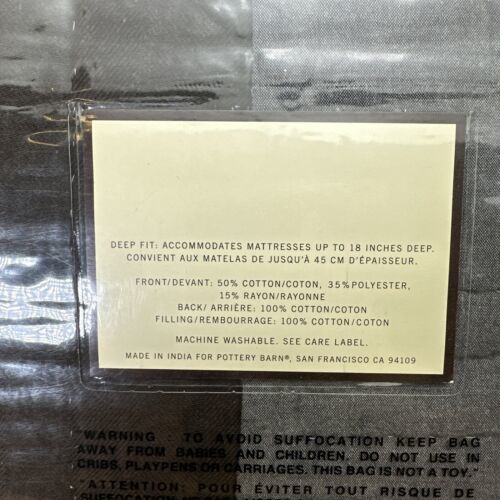 DEEP FIT: ACCOMMODATES MATTRESSES UP TO 18 INCHES DEEP.
CONVIENT AUX MATELAS DE JUSQU'À 45 CM D'ÉPAISSEUR.
FRONT/DEVANT: 50% COTTON/COTON, 35% POLYESTER,
15% RAYON/RAYONNE
BACK/ ARRIÈRE: 100% COTTON/COTON
FILLING/REMBOURRAGE: 100% COTTON/COTON
MACHINE WASHABLE. SEE CARE LABEL.
MADE IN INDIA FOR POTTERY BARN®, SAN FRANCISCO CA 94109
"WARNING : TO AVOID SUFFOCATION KEEP BAG
AWAY FROM BABIES AND CHILDREN. DO NOT USE IN
CRIBS, PLAYPENS OR CARRIAGES. THIS BAG IS NOT A TOY."
"ATTENTION: POUR ÉVITER TOUT RISQUE DE
SUFFOCATION